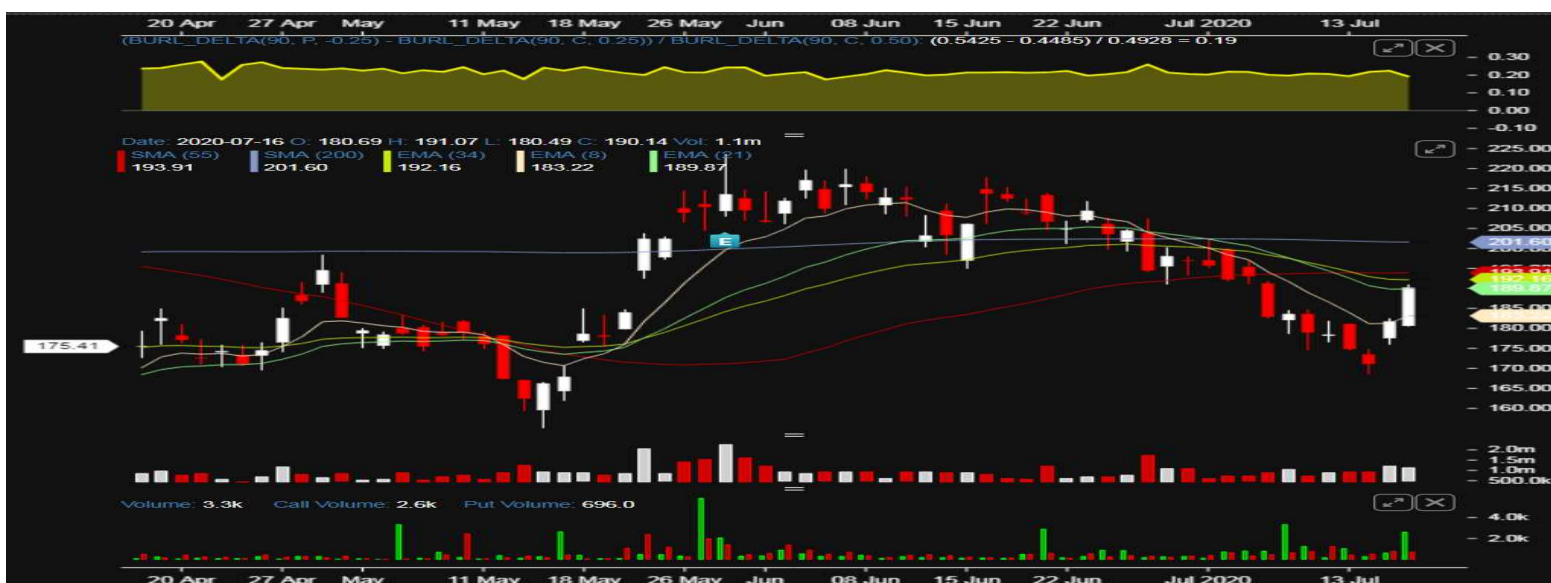 20 Apr 27 Apr May 11 May 18 May 26 May Jun 08 Jun 15 Jun 22 Jun Jul 2020 13 Jul
(BURL_DELTA(90, P, -0.25) - BURL_DELTA(90, C, 0.25)) / BURL_DELTA(90, C, 0.50): (0.5425 - 0.4485) / 0.4928 = 0.19
0.30
0.20
0.10
0.00
-0.10
Date: 2020-07-16 O: 180.69 H: 191.07 L: 180.49 C: 190.14 Vol: 1.1m
SMA (55) SMA (200) EMA (34) EMA (8) EMA (21)
193.91 201.60 192.16 183.22 189.87
225.00
220.00
215.00
210.00
205.00
201.60
200.00
193.91
192.16
189.87
185.00
183.22
180.00
175.41
175.00
170.00
165.00
160.00
E
2.0m
1.5m
1.0m
500.0k
Volume: 3.3k Call Volume: 2.6k Put Volume: 696.0
4.0k
2.0k
20 Apr 27 Apr May 11 May 18 May 26 May Jun 08 Jun 15 Jun 22 Jun Jul 2020 13 Jul